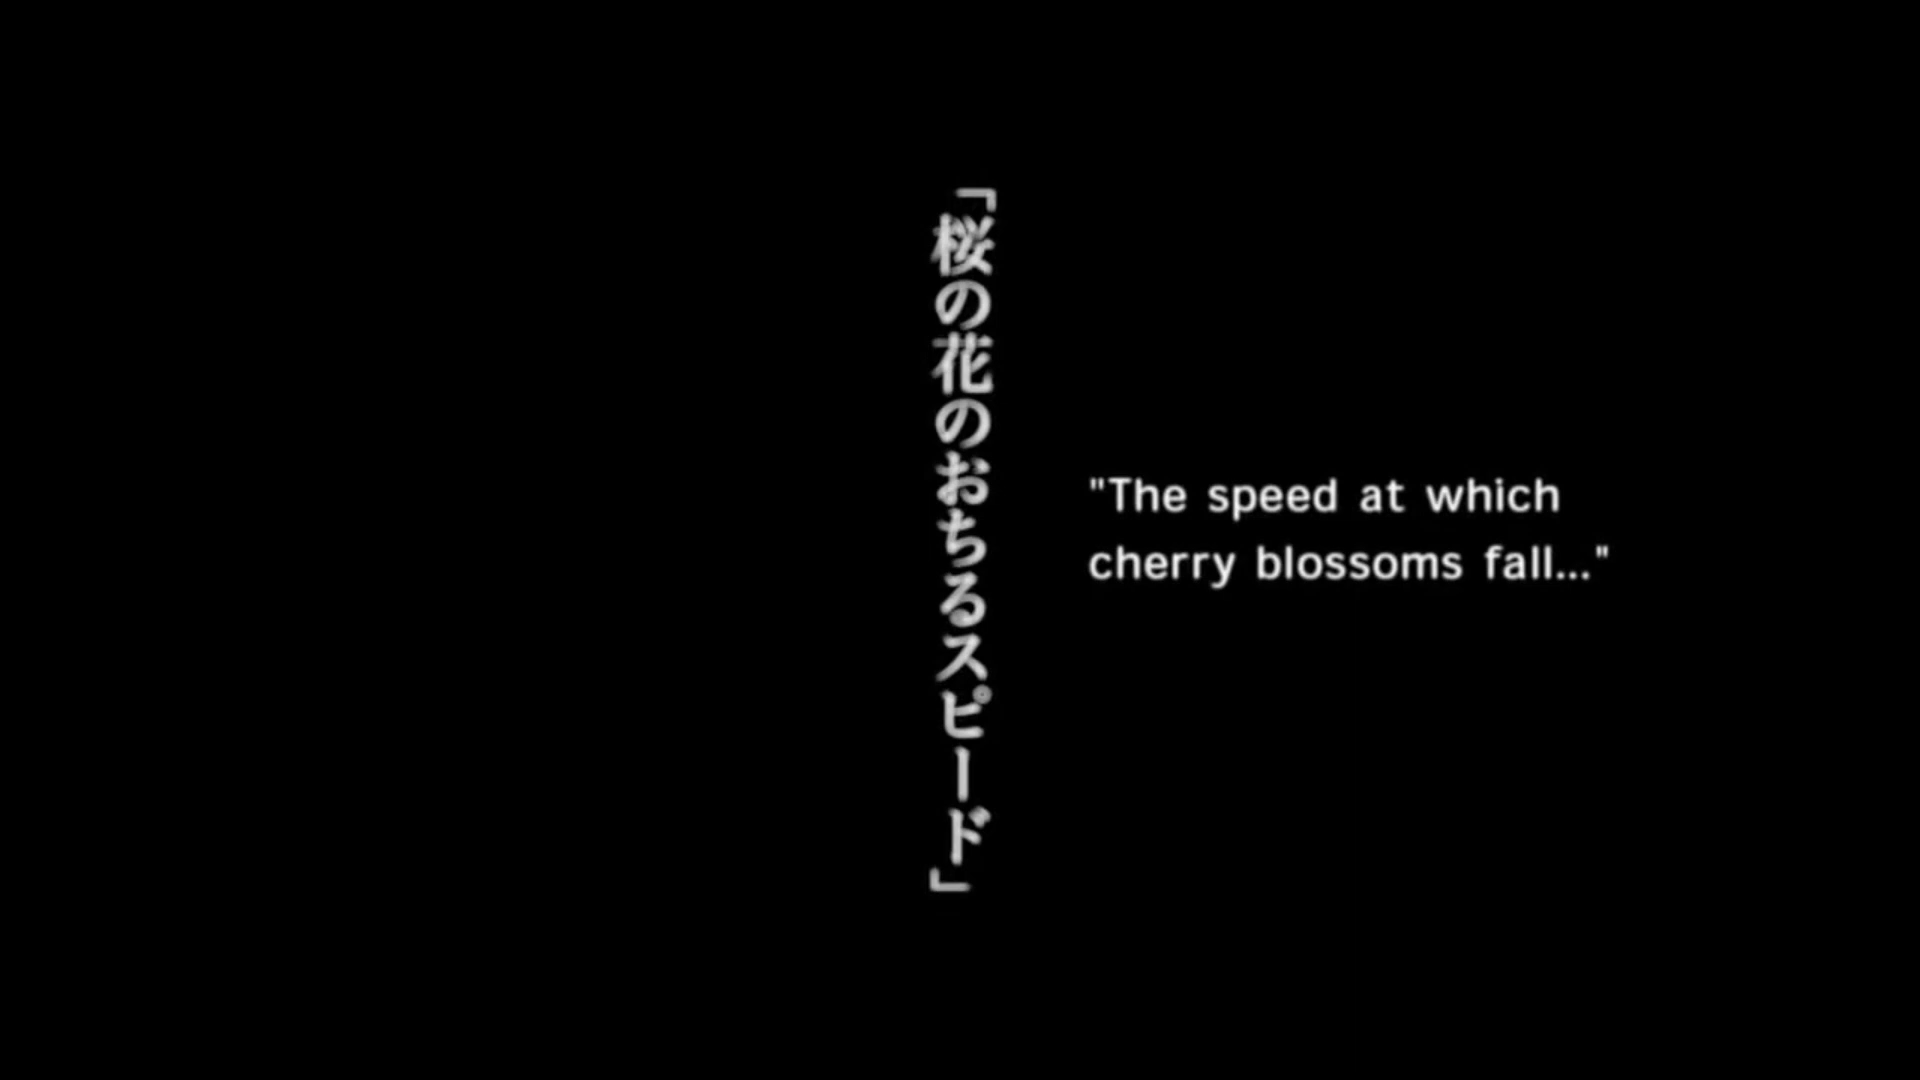 「桜の花のおちるスピード」
"The speed at which
cherry blossoms fall..."